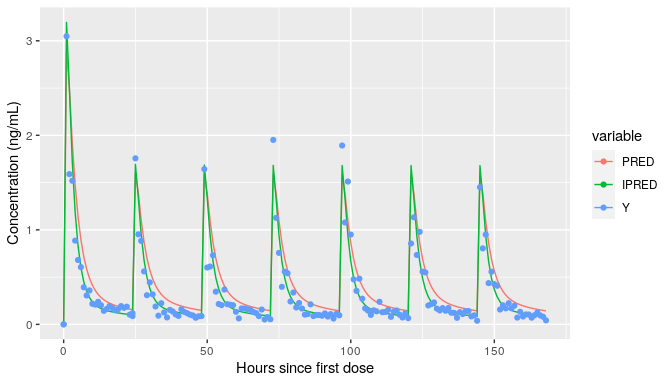 3
2
1
0
Concentration (ng/mL)
0
50
100
150
Hours since first dose
variable
PRED
IPRED
Y